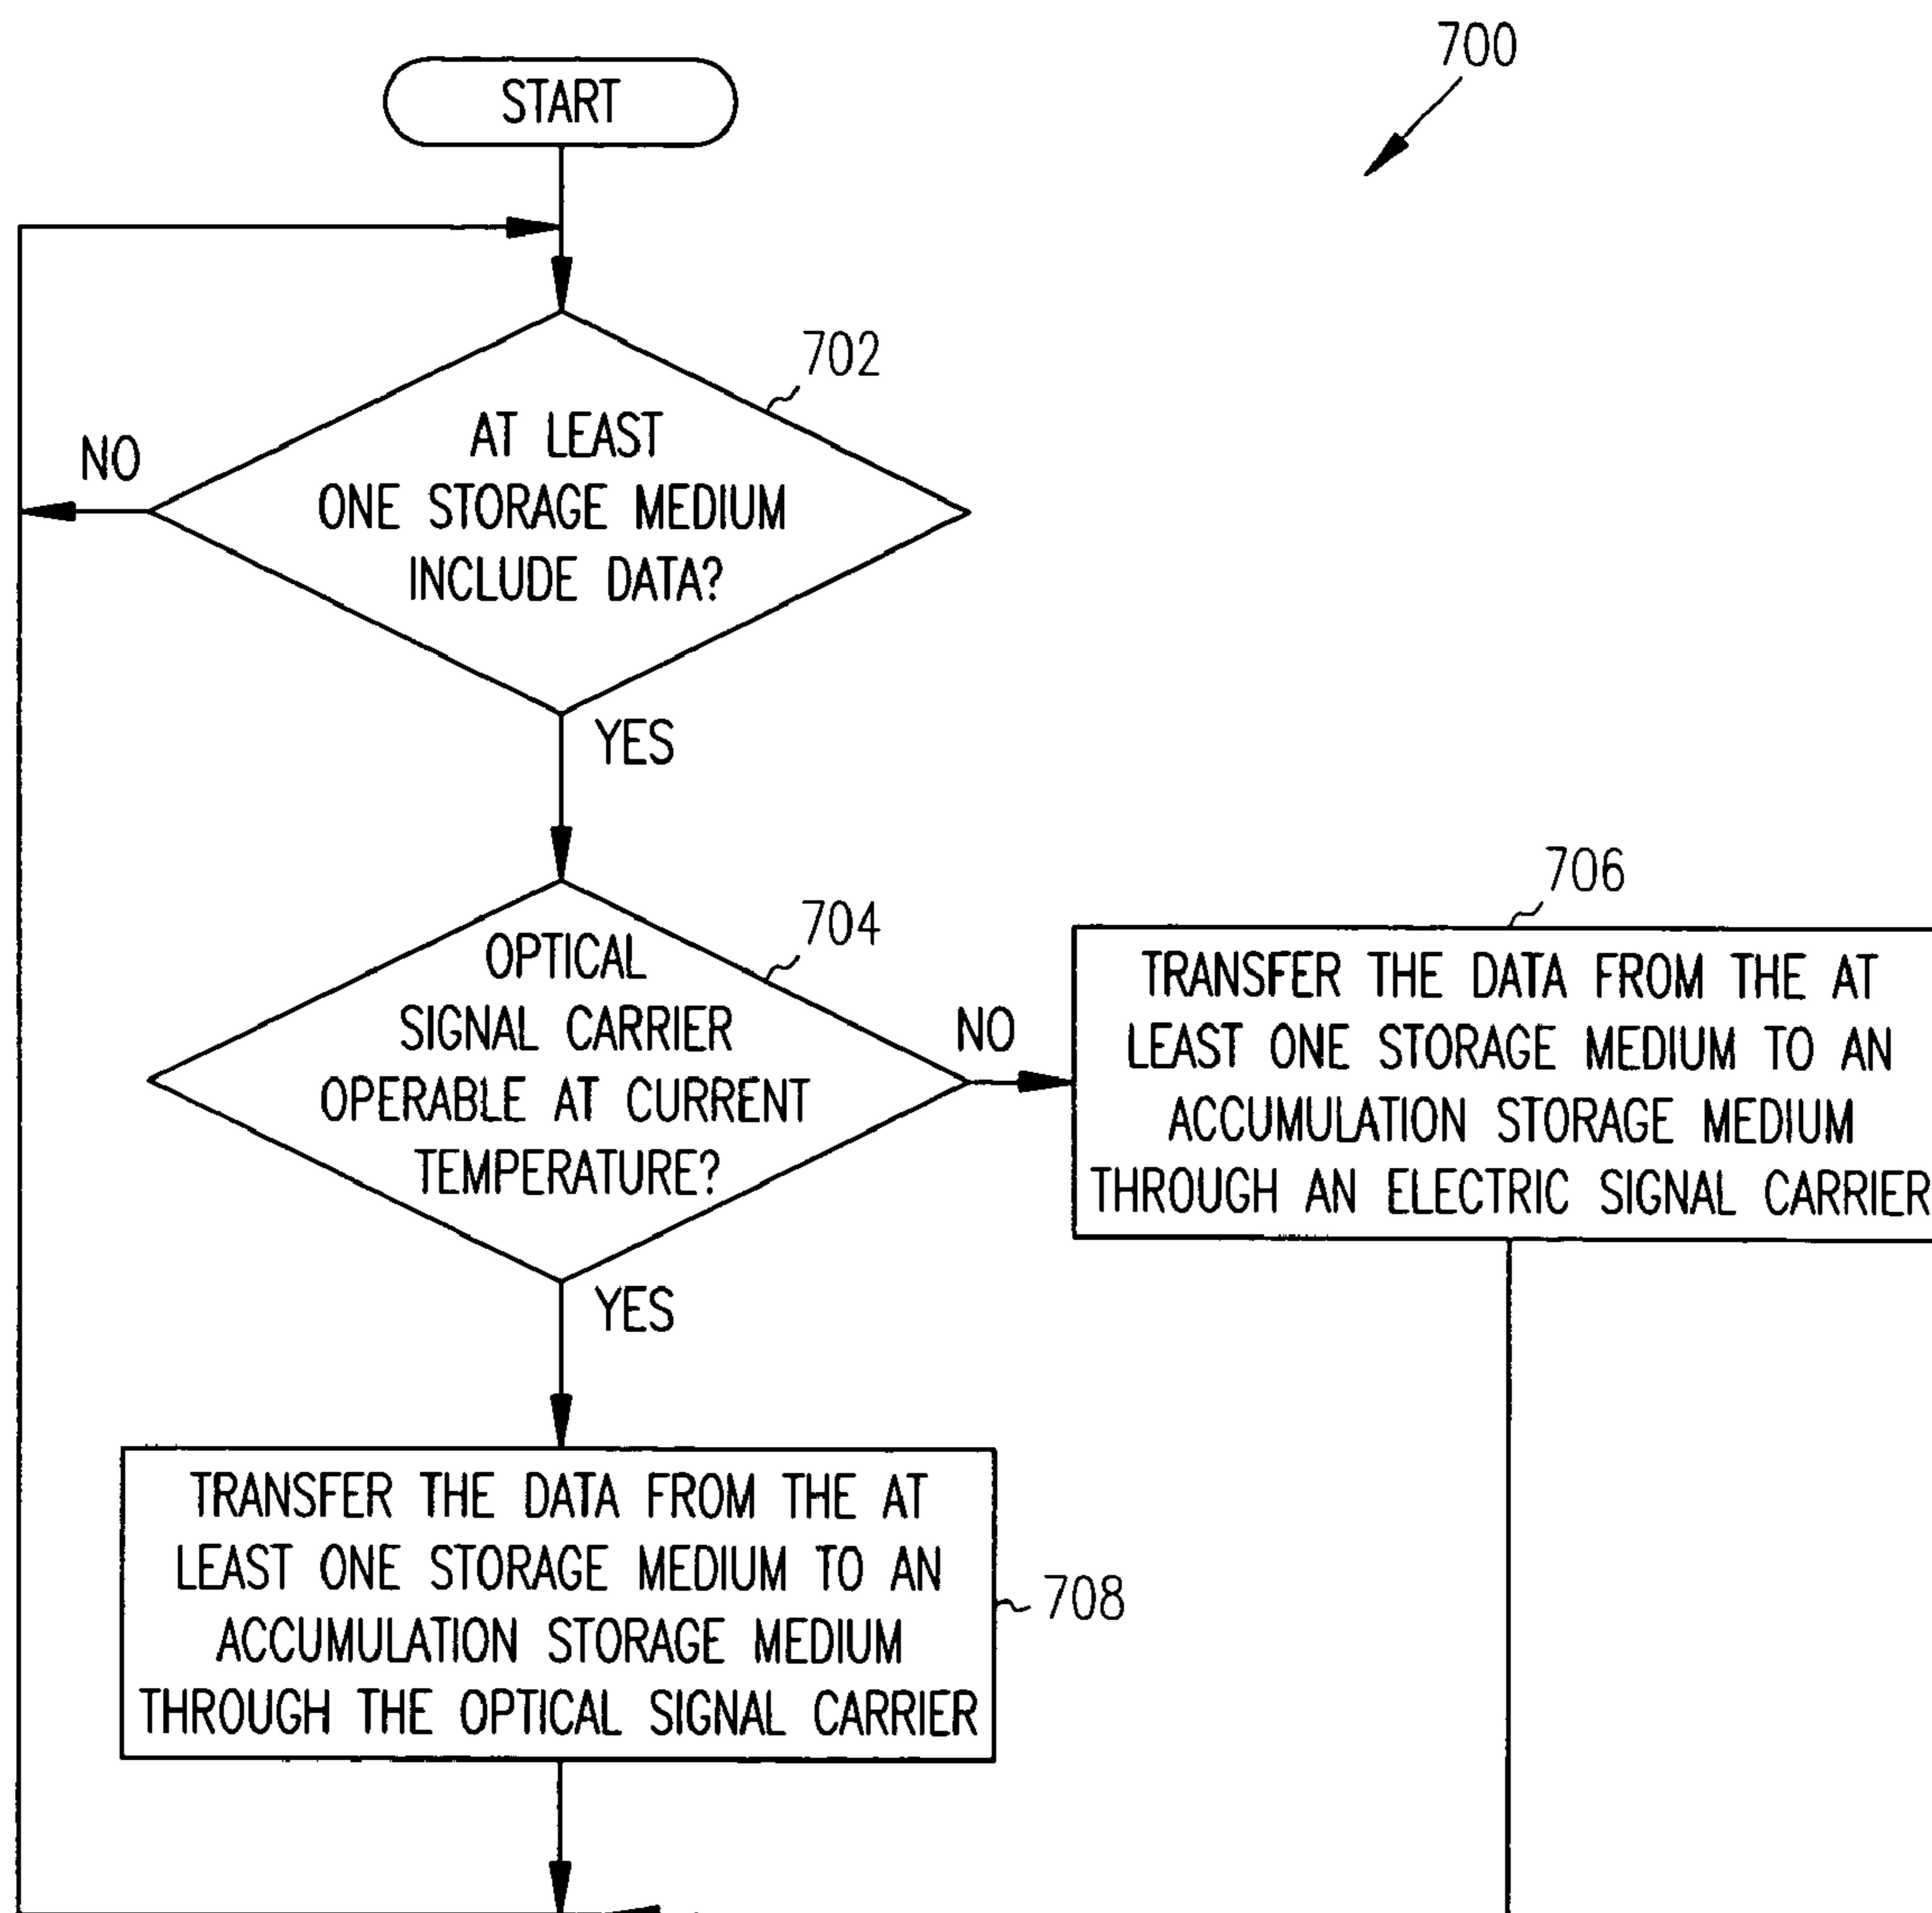 700
START
702
AT LEAST
ONE STORAGE MEDIUM
INCLUDE DATA?
NO
YES
704
OPTICAL
SIGNAL CARRIER
OPERABLE AT CURRENT
TEMPERATURE?
NO
YES
706
TRANSFER THE DATA FROM THE AT
LEAST ONE STORAGE MEDIUM TO AN
ACCUMULATION STORAGE MEDIUM
THROUGH AN ELECTRIC SIGNAL CARRIER
TRANSFER THE DATA FROM THE AT
LEAST ONE STORAGE MEDIUM TO AN
ACCUMULATION STORAGE MEDIUM
THROUGH THE OPTICAL SIGNAL CARRIER
708